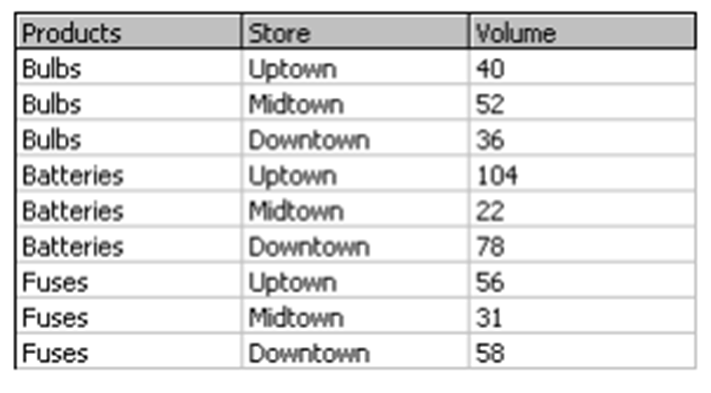 Products Store Volume
Bulbs Uptown 40
Bulbs Midtown 52
Bulbs Downtown 36
Batteries Uptown 104
Batteries Midtown 22
Batteries Downtown 78
Fuses Uptown 56
Fuses Midtown 31
Fuses Downtown 58